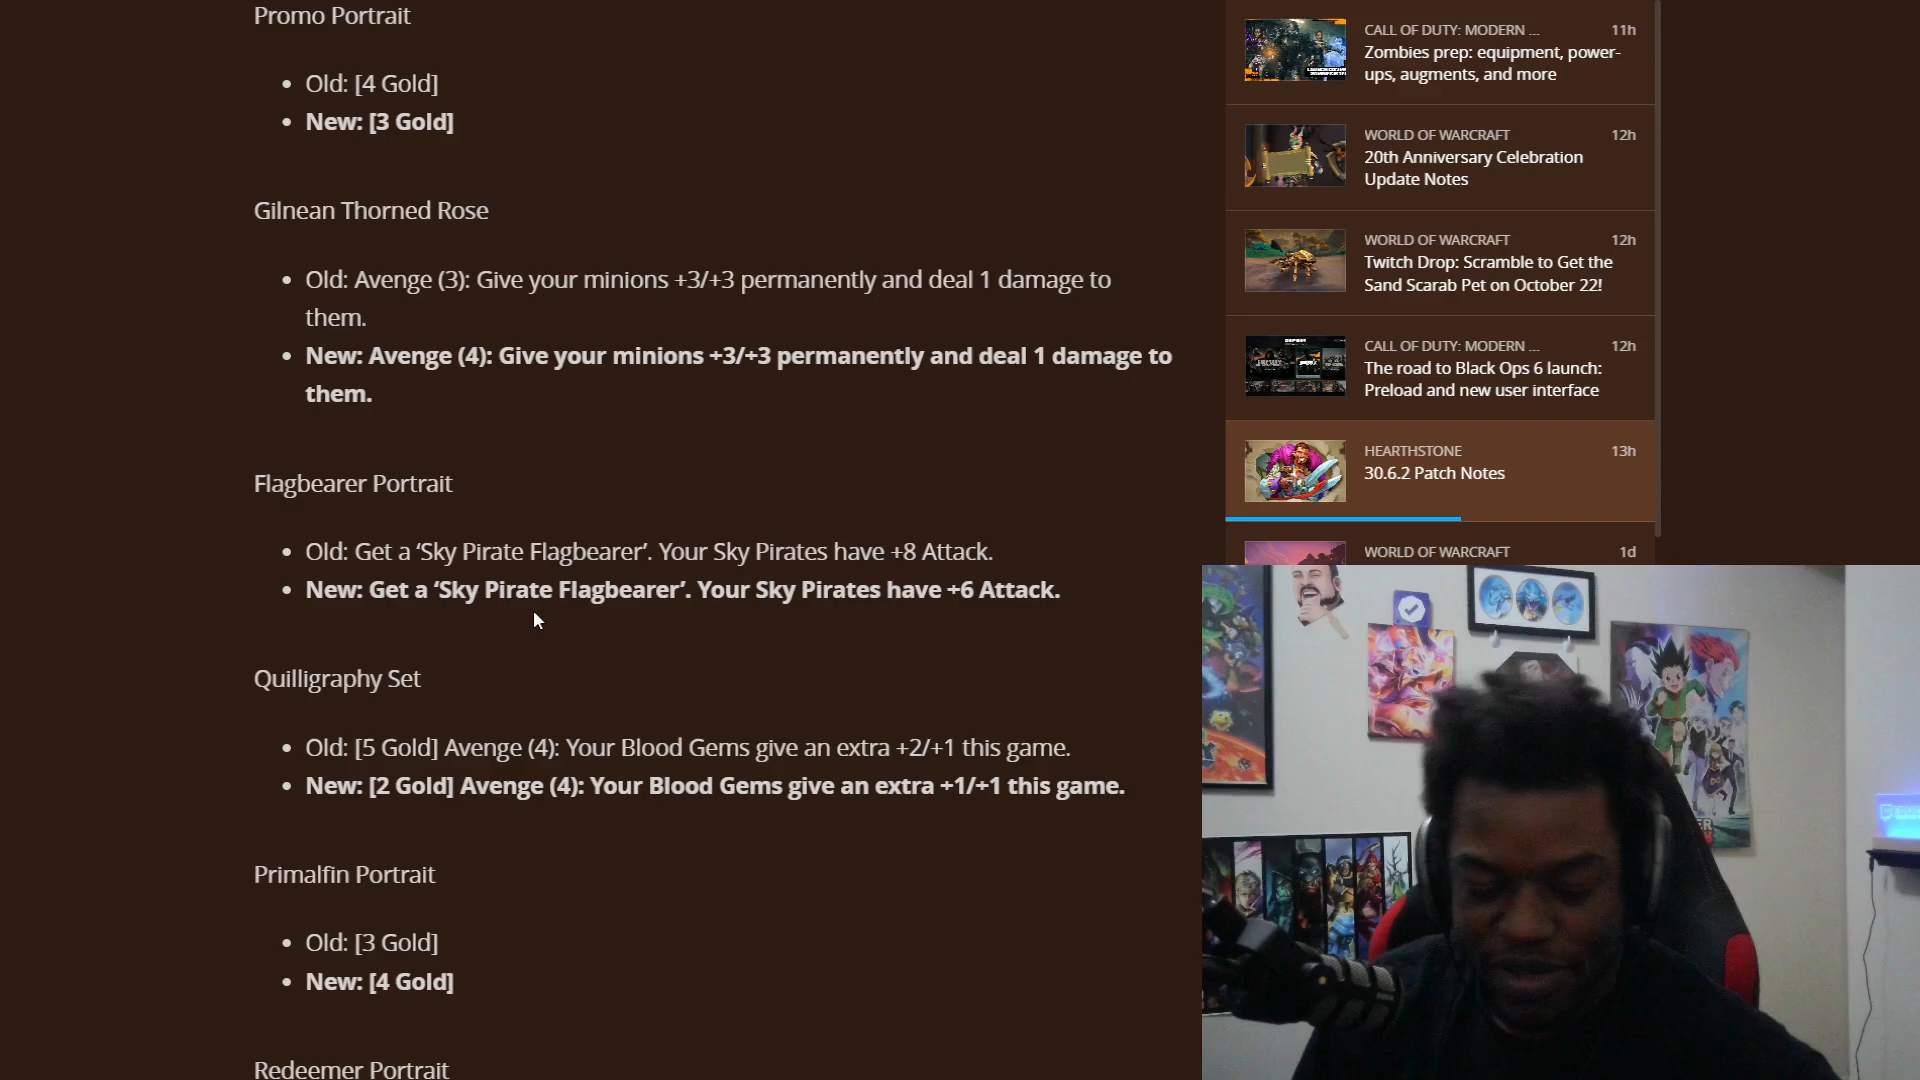 Promo Portrait
• Old: [4 Gold]
• New: [3 Gold]
Gilnean Thorned Rose
• Old: Avenge (3): Give your minions +3/+3 permanently and deal 1 damage to
them.
• New: Avenge (4): Give your minions +3/+3 permanently and deal 1 damage to
them.
Flagbearer Portrait
• Old: Get a ‘Sky Pirate Flagbearer’. Your Sky Pirates have +8 Attack.
• New: Get a ‘Sky Pirate Flagbearer’. Your Sky Pirates have +6 Attack.
Quilligraphy Set
• Old: [5 Gold] Avenge (4): Your Blood Gems give an extra +2/+1 this game.
• New: [2 Gold] Avenge (4): Your Blood Gems give an extra +1/+1 this game.
Primalfin Portrait
• Old: [3 Gold]
• New: [4 Gold]
Redeemer Portrait
CALL OF DUTY: MODERN ... 11h
Zombies prep: equipment, power-
ups, augments, and more
WORLD OF WARCRAFT 12h
20th Anniversary Celebration
Update Notes
WORLD OF WARCRAFT 12h
Twitch Drop: Scramble to Get the
Sand Scarab Pet on October 22!
CALL OF DUTY: MODERN ... 12h
The road to Black Ops 6 launch:
Preload and new user interface
HEARTHSTONE 13h
30.6.2 Patch Notes
WORLD OF WARCRAFT 1d